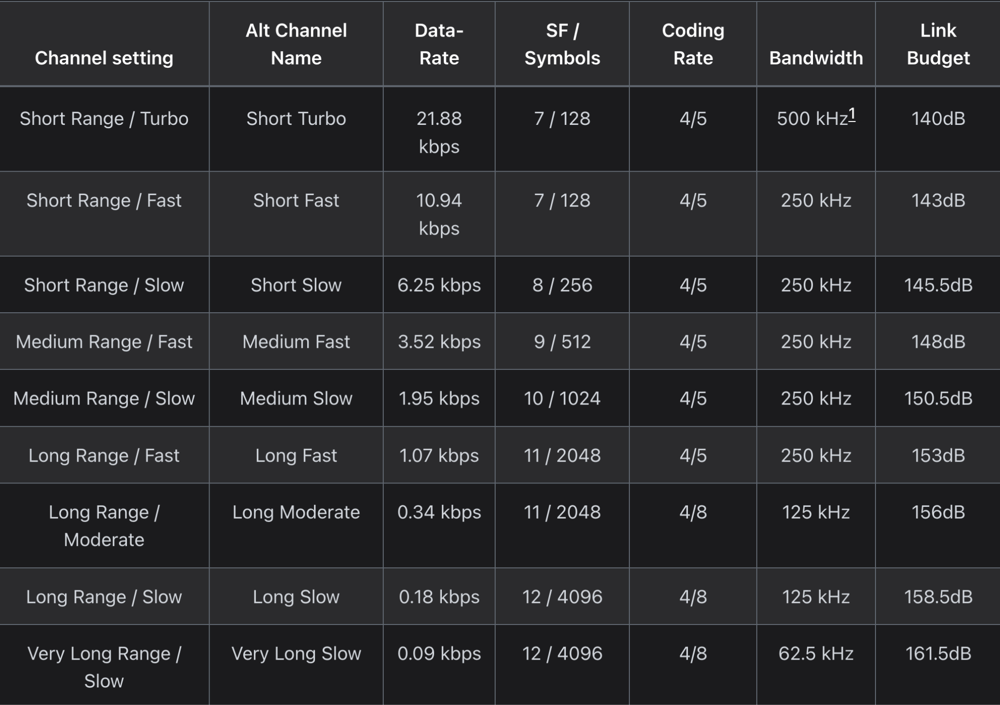 Channel setting
Alt Channel
Name
Data-
Rate
SF /
Symbols
Coding
Rate
Bandwidth
Link
Budget
Short Range / Turbo
Short Turbo
21.88
kbps
7 / 128
4/5
500 kHz1
140dB
Short Range / Fast
Short Fast
10.94
kbps
7 / 128
4/5
250 kHz
143dB
Short Range / Slow
Short Slow
6.25 kbps
8 / 256
4/5
250 kHz
145.5dB
Medium Range / Fast
Medium Fast
3.52 kbps
9 / 512
4/5
250 kHz
148dB
Medium Range / Slow
Medium Slow
1.95 kbps
10 / 1024
4/5
250 kHz
150.5dB
Long Range / Fast
Long Fast
1.07 kbps
11 / 2048
4/5
250 kHz
153dB
Long Range /
Moderate
Long Moderate
0.34 kbps
11 / 2048
4/8
125 kHz
156dB
Long Range / Slow
Long Slow
0.18 kbps
12 / 4096
4/8
125 kHz
158.5dB
Very Long Range /
Slow
Very Long Slow
0.09 kbps
12 / 4096
4/8
62.5 kHz
161.5dB